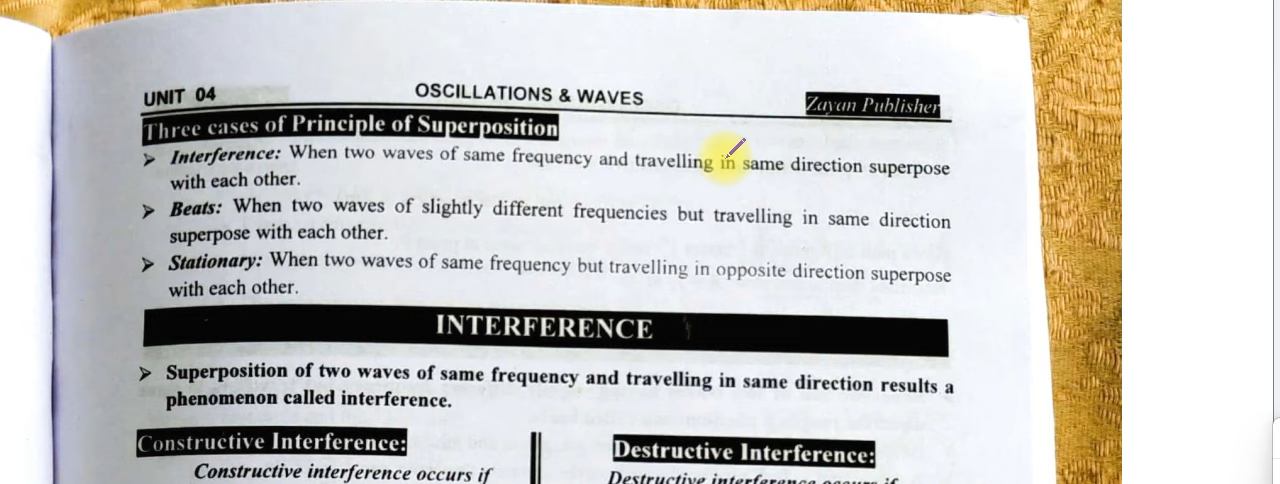 UNIT 04 OSCILLATIONS & WAVES Zayan Publisher
Three cases of Principle of Superposition
➢ Interference: When two waves of same frequency and travelling in same direction superpose
with each other.
➢ Beats: When two waves of slightly different frequencies but travelling in same direction
superpose with each other.
➢ Stationary: When two waves of same frequency but travelling in opposite direction superpose
with each other.
INTERFERENCE
➢ Superposition of two waves of same frequency and travelling in same direction results a
phenomenon called interference.
Constructive Interference:
Constructive interference occurs if
Destructive Interference:
Destructive interference occurs if